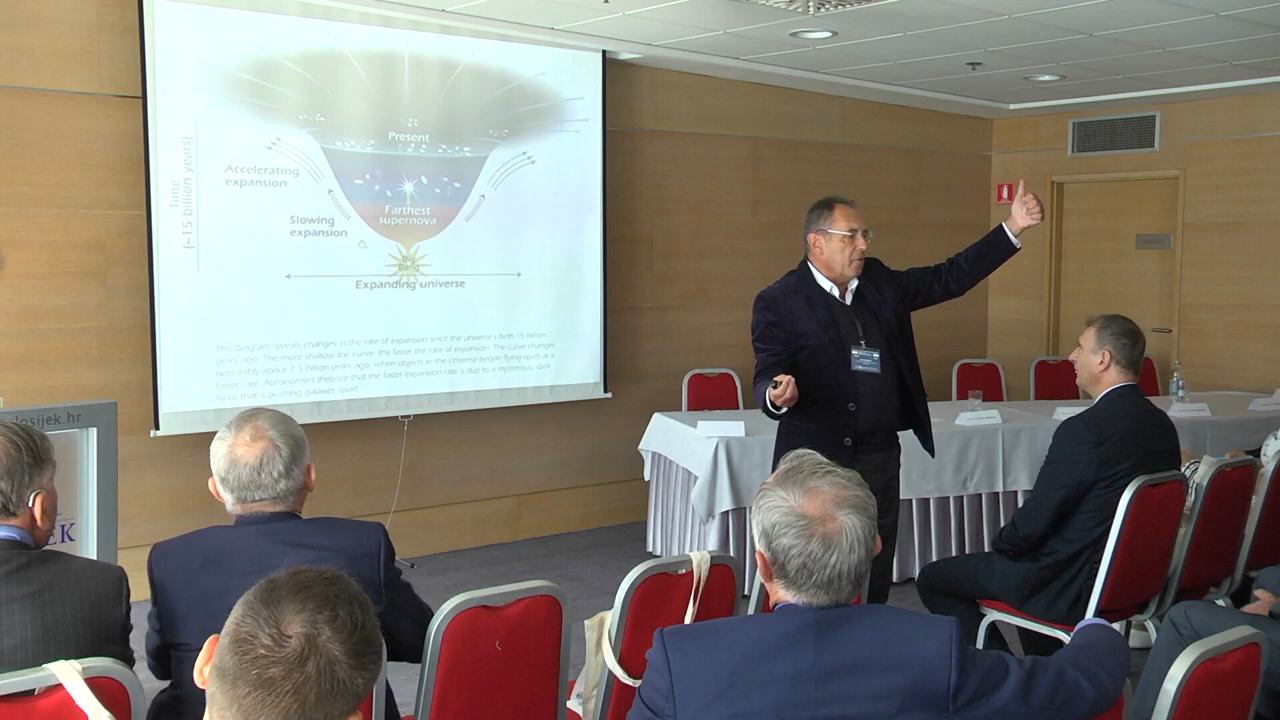 Present
Accelerating
expansion
Farthest
supernova
Slowing
expansion
Time
(~15 billion years)
Expanding universe
This diagram reveals changes in the rate of expansion since the universe's birth 15 billion
years ago. The more shallow the curve, the faster the rate of expansion. The curve changes
noticeably about 7.5 billion years ago, when objects in the universe began flying apart at a
faster rate. Astronomers theorize that the faster expansion rate is due to a mysterious, dark
force that is pushing galaxies apart.
losijek.hr
EK